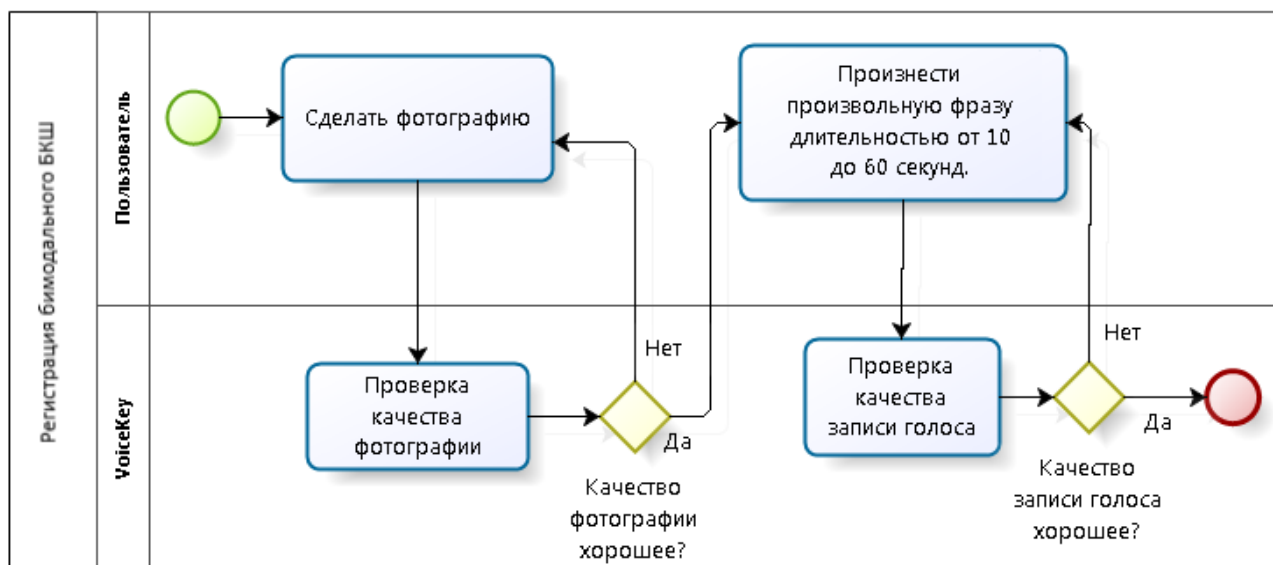 Регистрация бимодального БКШ
Пользователь
Сделать фотографию
Произнести
произвольную фразу
длительностью от 10
до 60 секунд.
VoiceKey
Проверка
качества
фотографии
Нет
Да
Качество
фотографии
хорошее?
Проверка
качества
записи голоса
Нет
Да
Качество
записи голоса
хорошее?